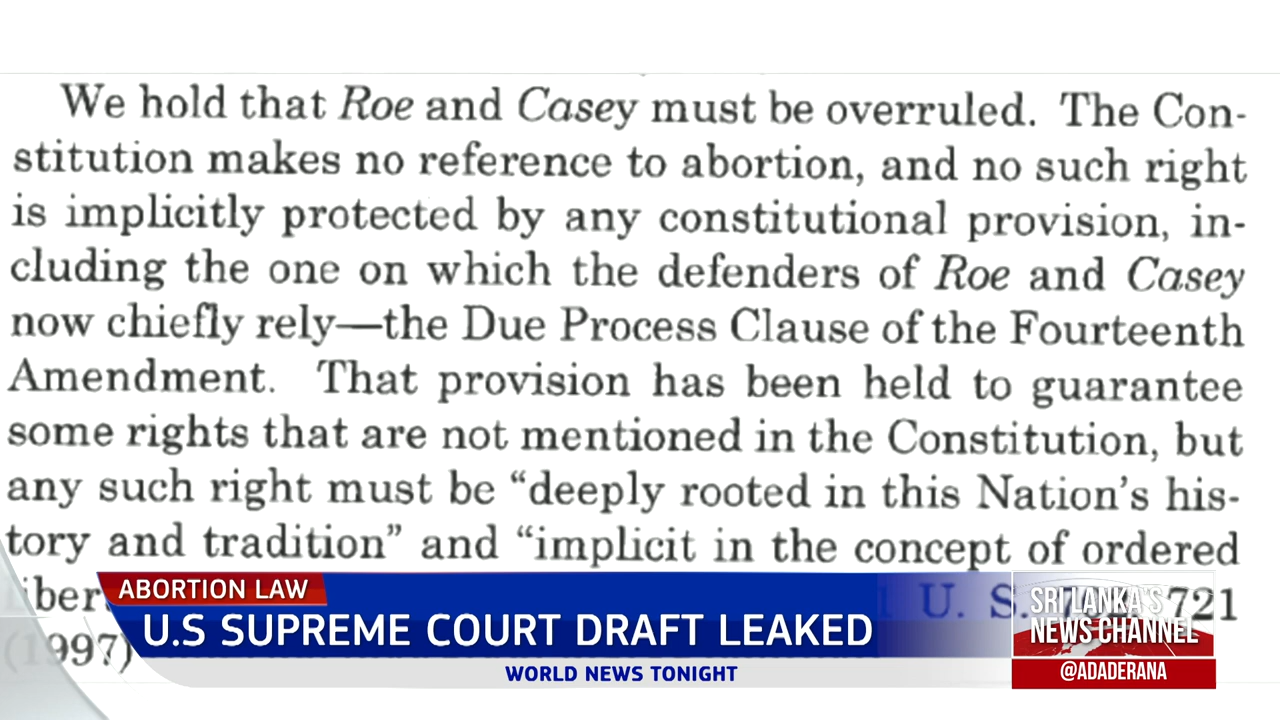 We hold that Roe and Casey must be overruled. The Con-
stitution makes no reference to abortion, and no such right
is implicitly protected by any constitutional provision, in-
cluding the one on which the defenders of Roe and Casey
now chiefly rely—the Due Process Clause of the Fourteenth
Amendment. That provision has been held to guarantee
some rights that are not mentioned in the Constitution, but
any such right must be “deeply rooted in this Nation’s his-
tory and tradition” and “implicit in the concept of ordered
U. S. 721
(1997)
ABORTION LAW
U.S SUPREME COURT DRAFT LEAKED
WORLD NEWS TONIGHT
SRI LANKA'S
NEWS CHANNEL
@ADADERANA